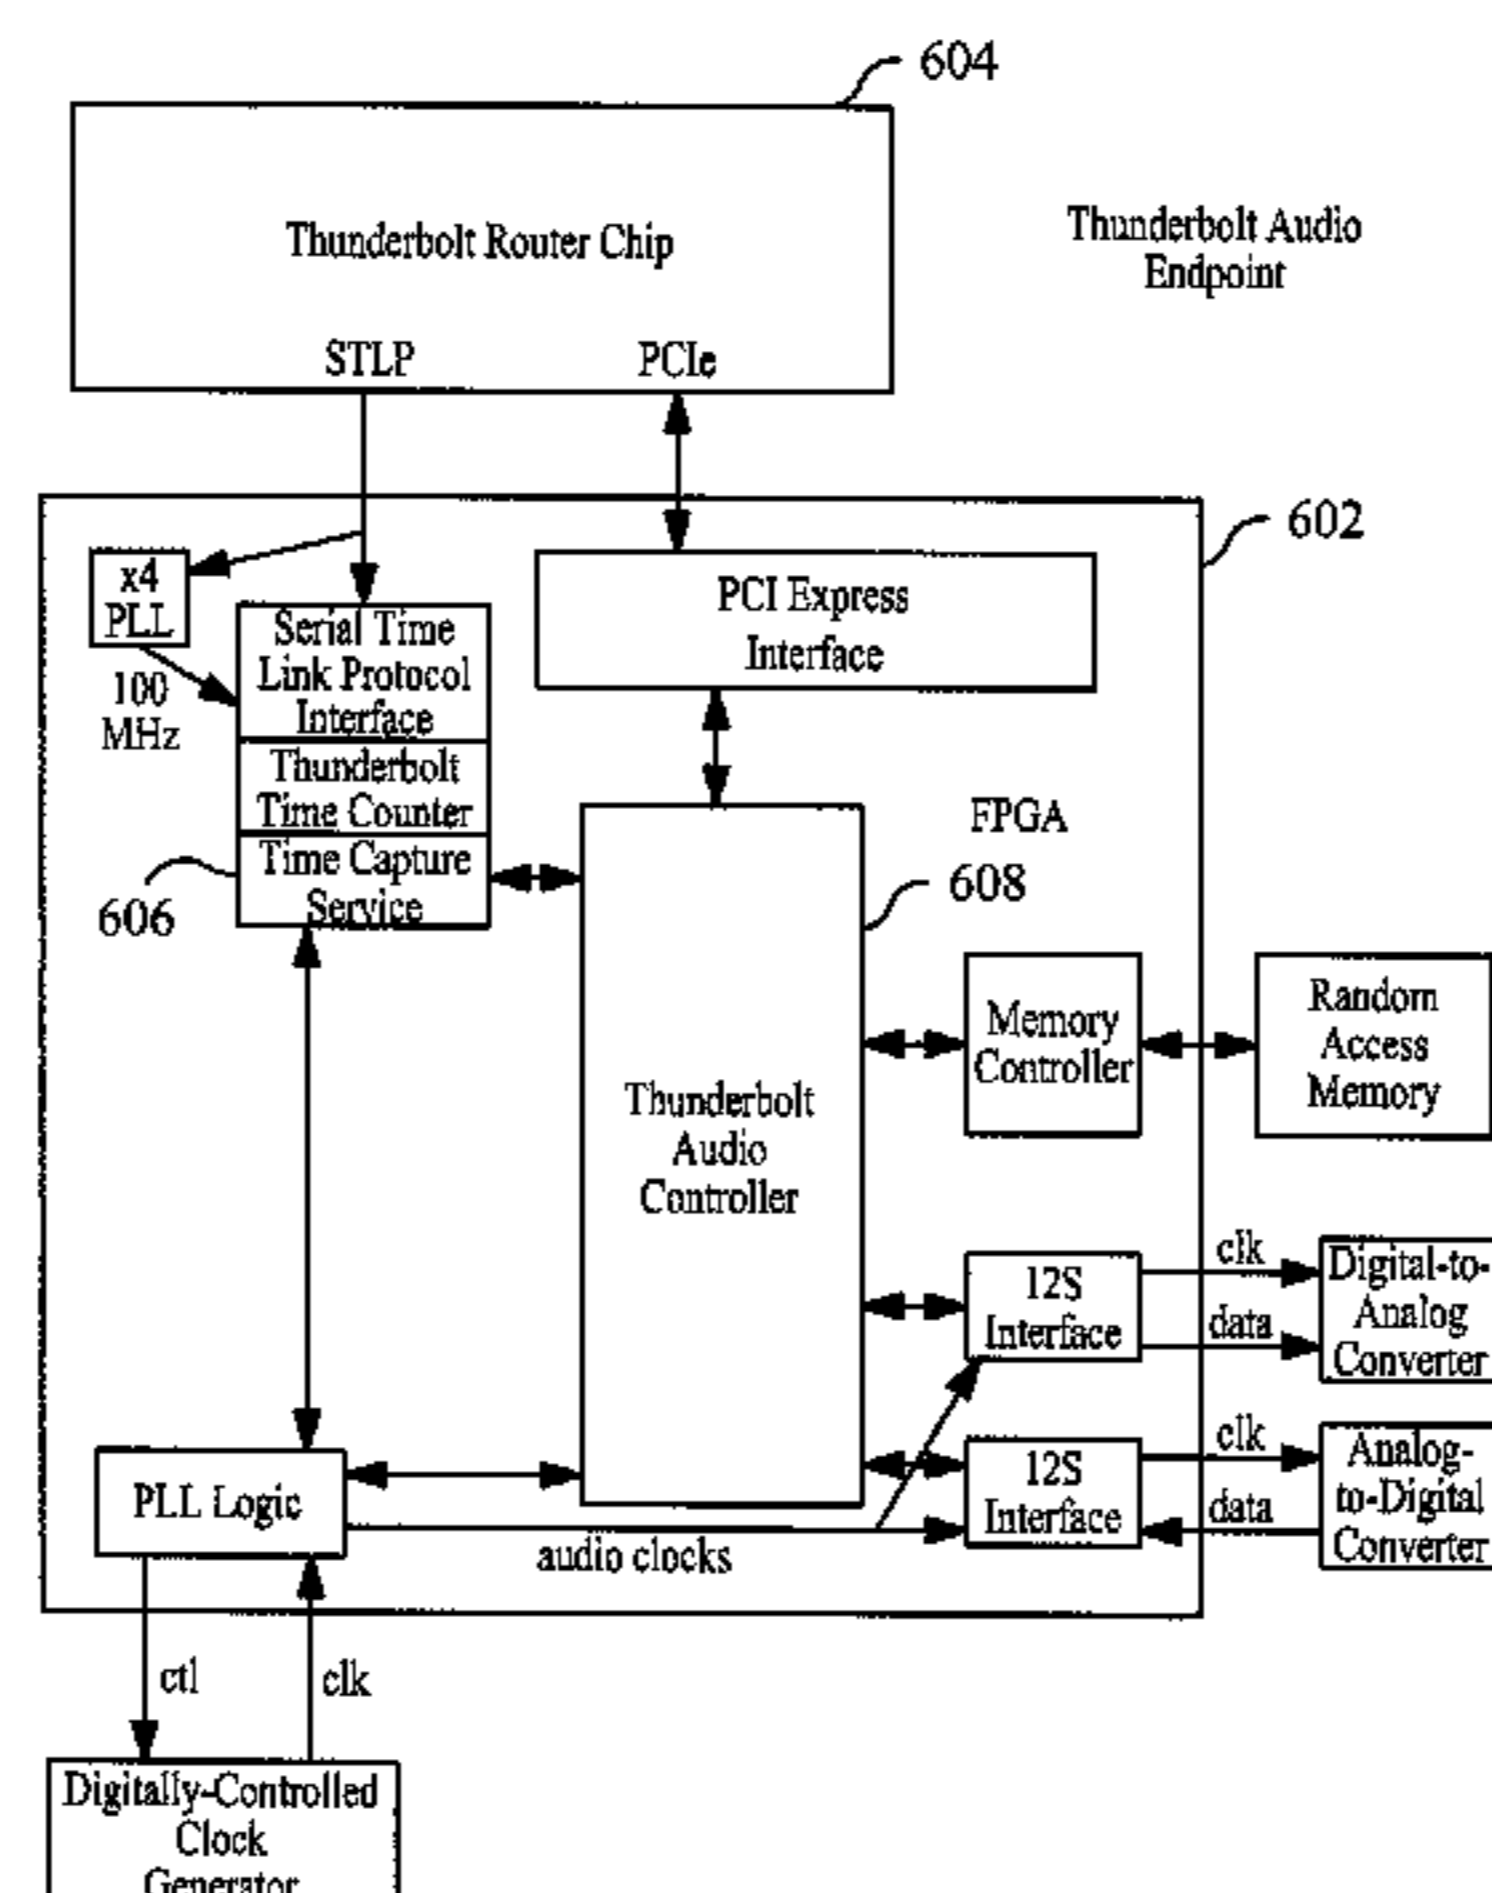 604
Thunderbolt Router Chip
Thunderbolt Audio
Endpoint
STLP
PCIe
602
x4
PLL
100
MHz
Serial Time
Link Protocol
Interface
Thunderbolt
Time Counter
Time Capture
Service
606
PCI Express
Interface
FPGA
608
Thunderbolt
Audio
Controller
Memory
Controller
Random
Access
Memory
12S
Interface
clk
data
Digital-to-
Analog
Converter
12S
Interface
clk
data
Analog-
to-Digital
Converter
PLL Logic
audio clocks
ctl
clk
Digitally-Controlled
Clock
Generator